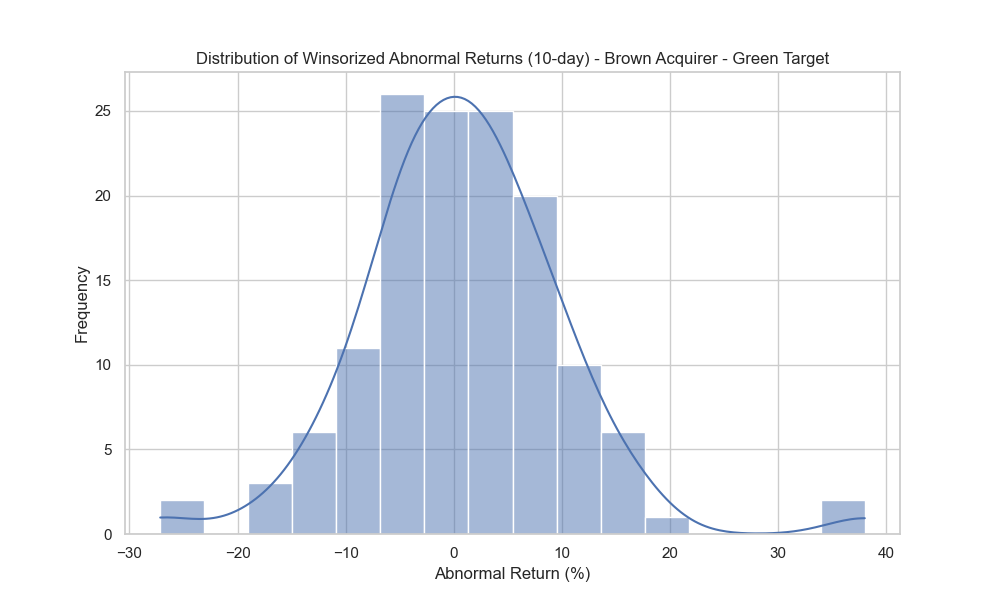 Distribution of Winsorized Abnormal Returns (10-day) - Brown Acquirer - Green Target
25
20
15
10
5
0
Frequency
−30 −20 −10 0 10 20 30 40
Abnormal Return (%)